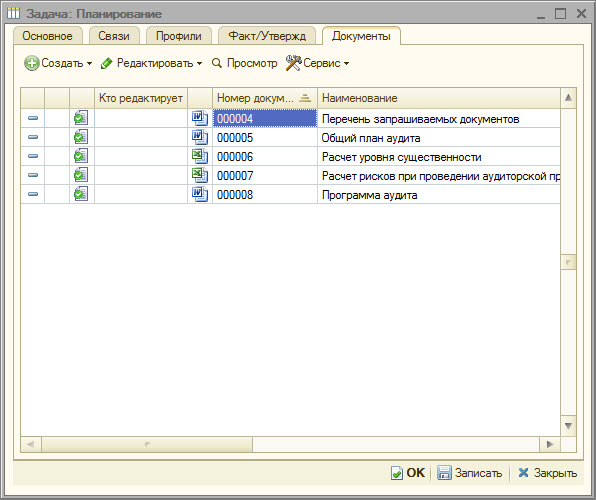 Задача: Планирование
Основное Связи Профили Факт/Утвержд Документы
Создать Редактировать Просмотр Сервис
Кто редактирует Номер докум... Наименование
000004 Перечень запрашиваемых документов
000005 Общий план аудита
000006 Расчет уровня существенности
000007 Расчет рисков при проведении аудиторской пр
000008 Программа аудита
OK Записать Закрыть